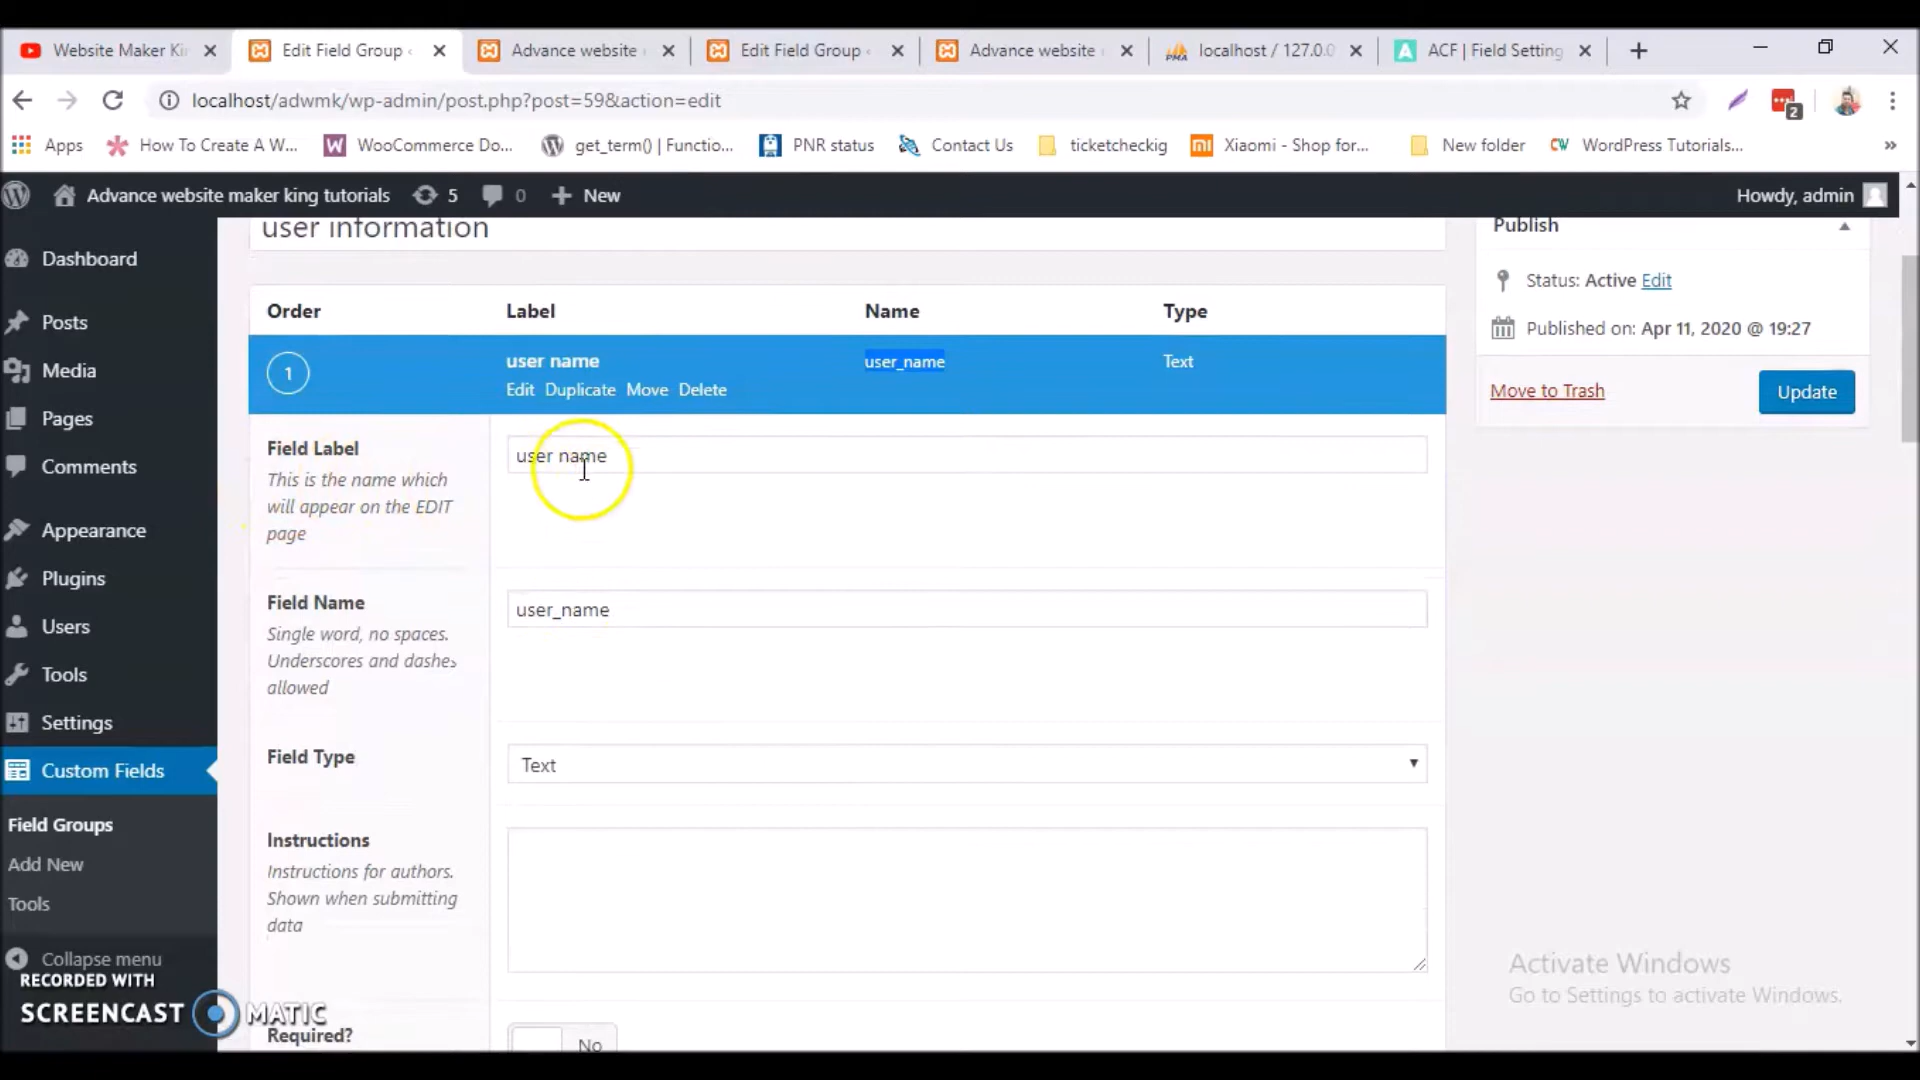 Website Maker Ki
Edit Field Group
Advance website
Edit Field Group
Advance website
localhost / 127.0.0
ACF | Field Setting
localhost/adwmk/wp-admin/post.php?post=59&action=edit
2
Apps
How To Create A W...
WooCommerce Do...
get_term() | Functio...
PNR status
Contact Us
ticketcheckig
Xiaomi - Shop for...
New folder
WordPress Tutorials...
»
Advance website maker king tutorials
5
0
New
Howdy, admin
Dashboard
Posts
Media
Pages
Comments
Appearance
Plugins
Users
Tools
Settings
Custom Fields
Field Groups
Add New
Tools
Collapse menu
RECORDED WITH
SCREENCAST MATIC
user information
Order Label Name Type
1 user name user_name Text
Edit Duplicate Move Delete
Field Label
This is the name which
will appear on the EDIT
page
user name
Field Name
Single word, no spaces.
Underscores and dashes
allowed
user_name
Field Type
Text
Instructions
Instructions for authors.
Shown when submitting
data
Required?
No
Publish
Status: Active Edit
Published on: Apr 11, 2020 @ 19:27
Move to Trash
Update
Activate Windows
Go to Settings to activate Windows.